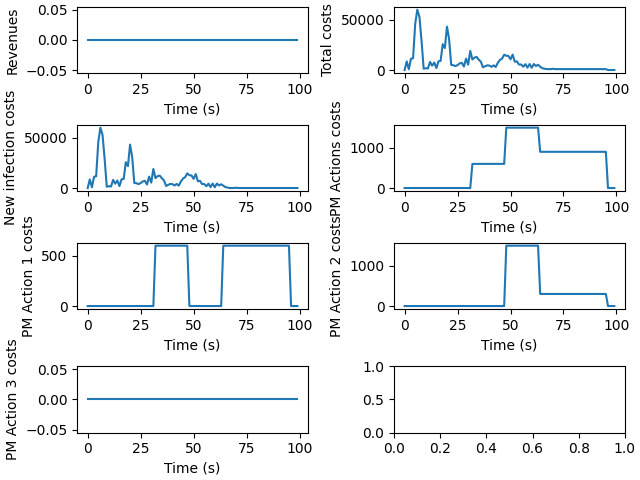 Revenues
0.05
0.00
−0.05
0 25 50 75 100
Time (s)
Total costs
50000
0
0 25 50 75 100
Time (s)
New infection costs
50000
0
0 25 50 75 100
Time (s)
PM Actions costs
1000
0
0 25 50 75 100
Time (s)
PM Action 1 costs
500
0
0 25 50 75 100
Time (s)
PM Action 2 costs
1000
0
0 25 50 75 100
Time (s)
PM Action 3 costs
0.05
0.00
−0.05
0 25 50 75 100
Time (s)
1.0
0.5
0.0
0.0 0.2 0.4 0.6 0.8 1.0